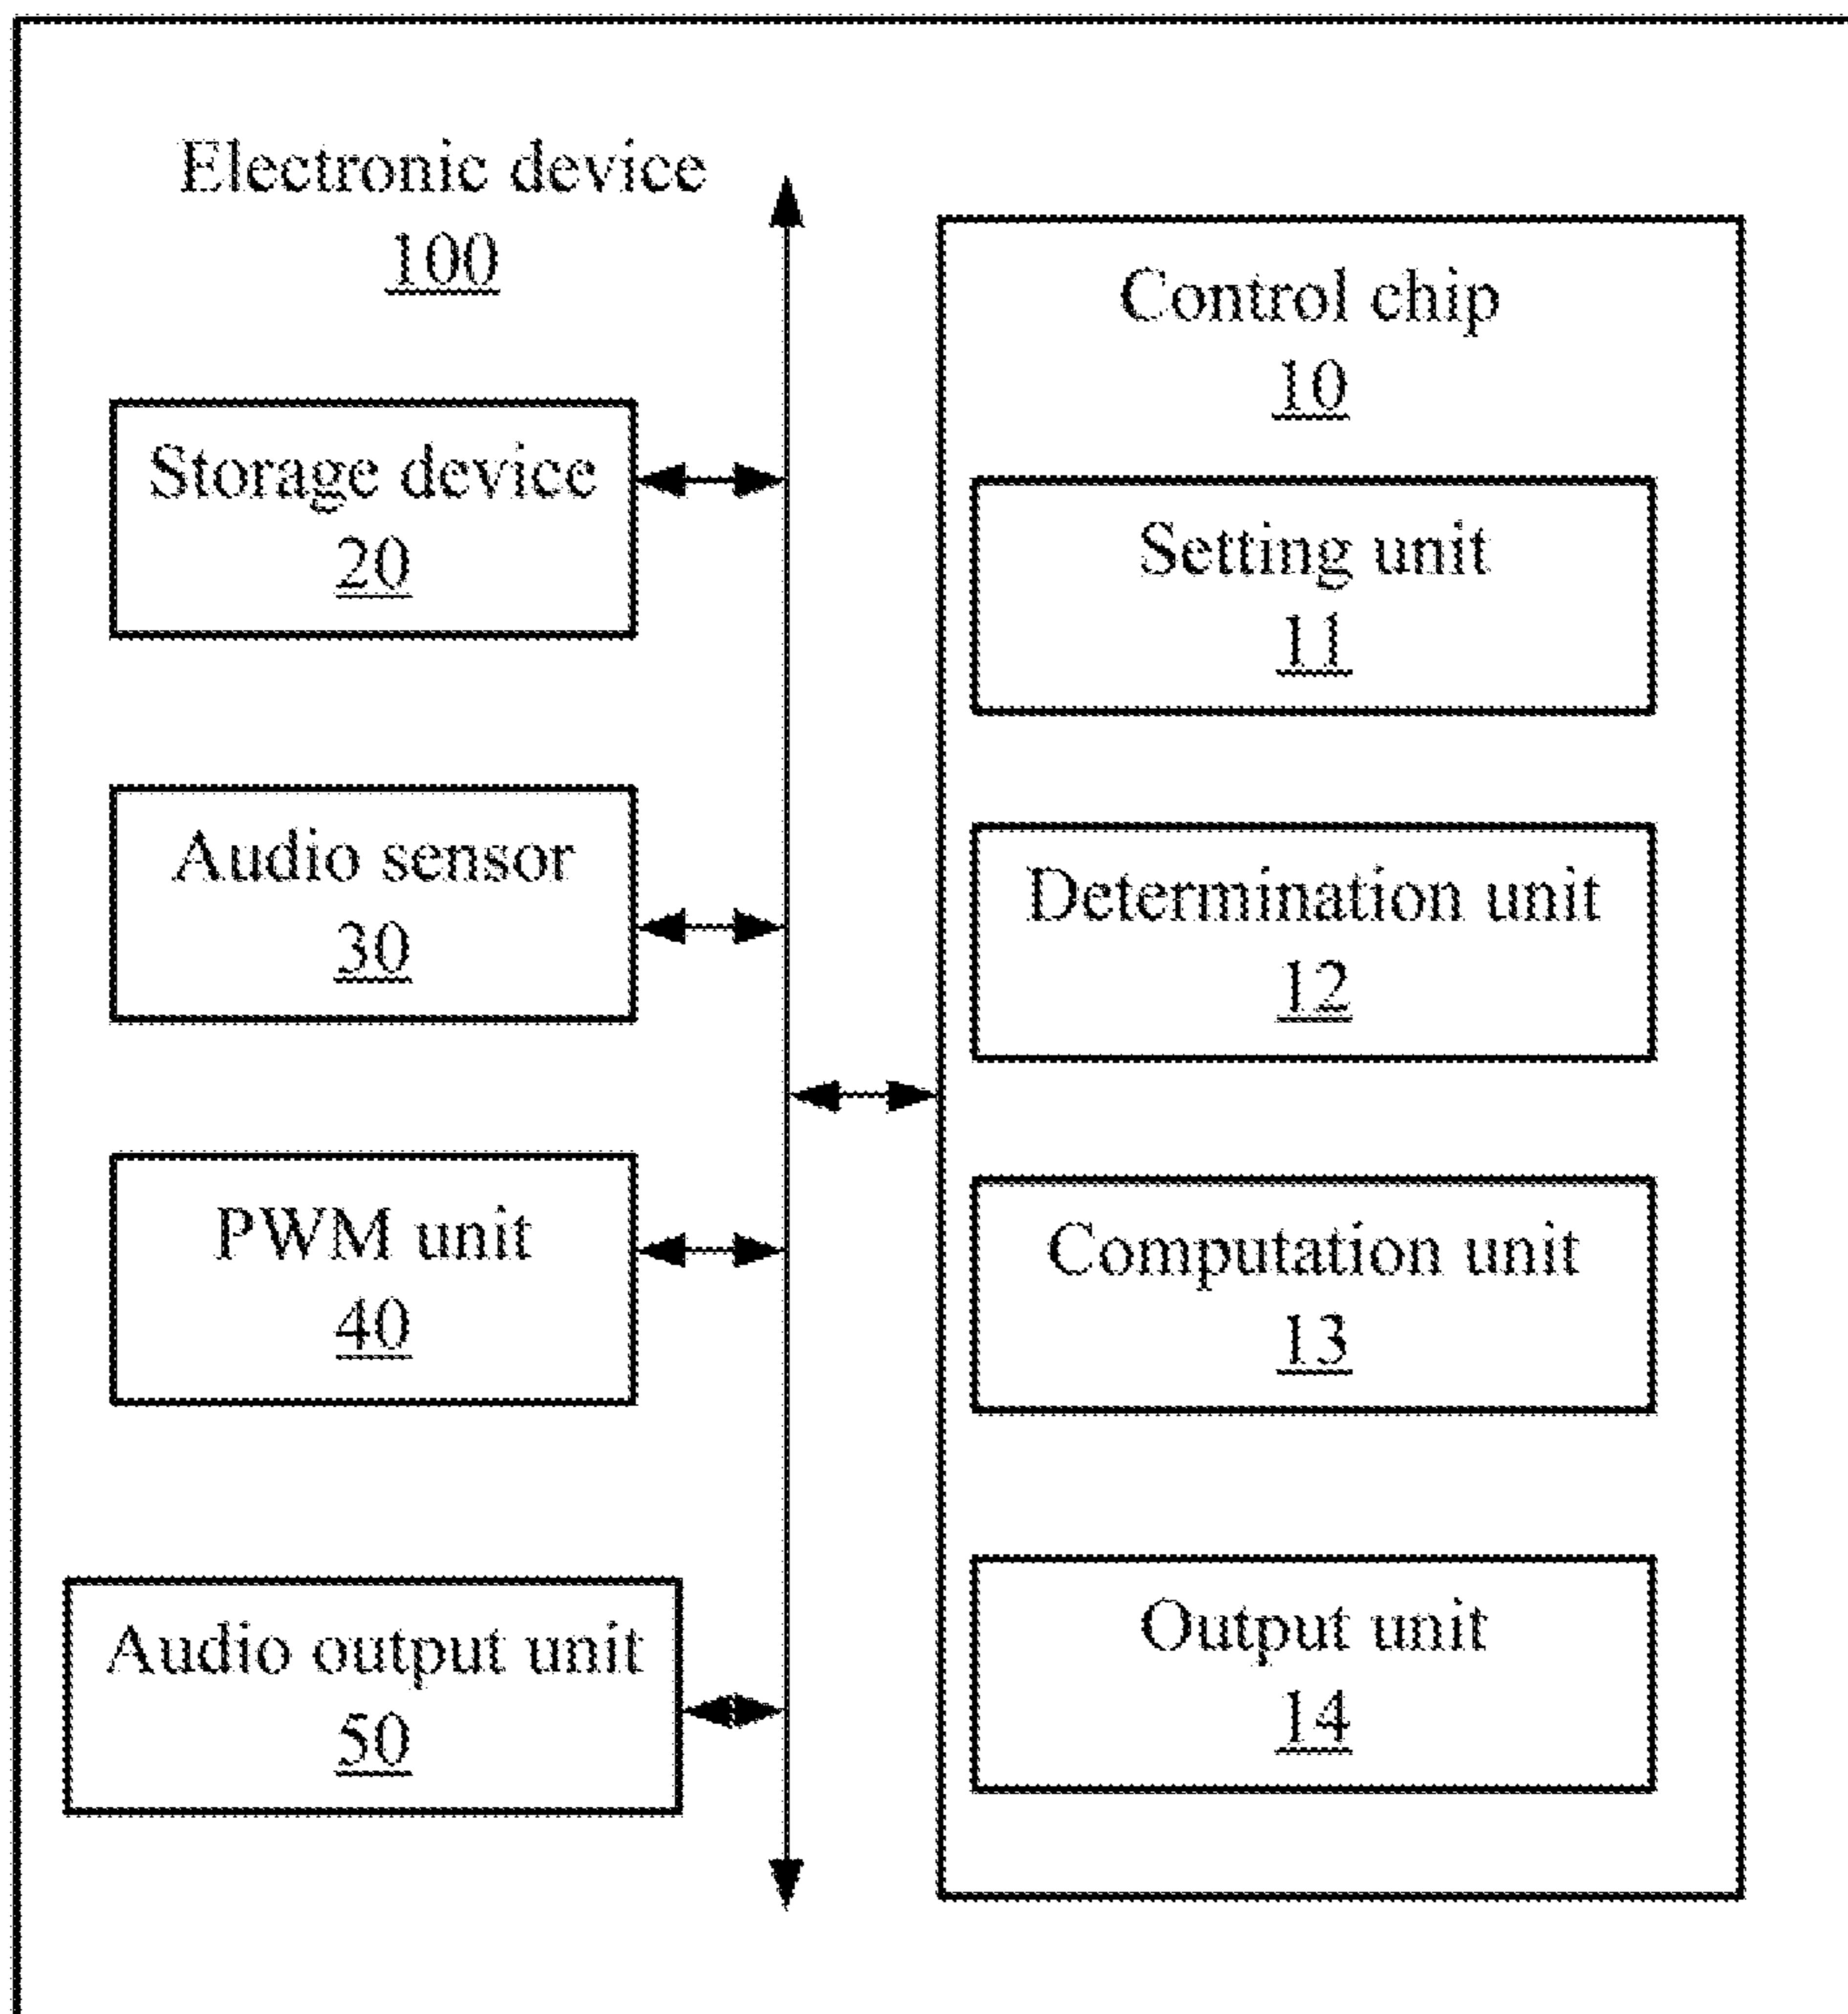 Electronic device
100
Storage device
20
Audio sensor
30
PWM unit
40
Audio output unit
50
Control chip
10
Setting unit
11
Determination unit
12
Computation unit
13
Output unit
14